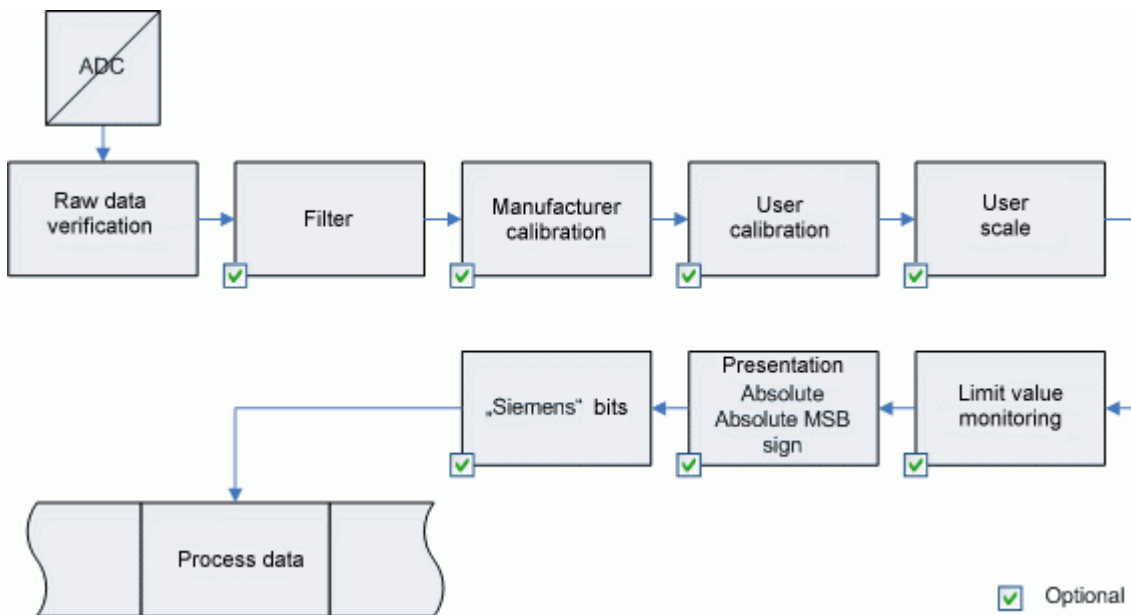 ADC
Raw data
verification
Filter
Manufacturer
calibration
User
calibration
User
scale
„Siemens“ bits
Presentation
Absolute
Absolute MSB
sign
Limit value
monitoring
Process data
Optional